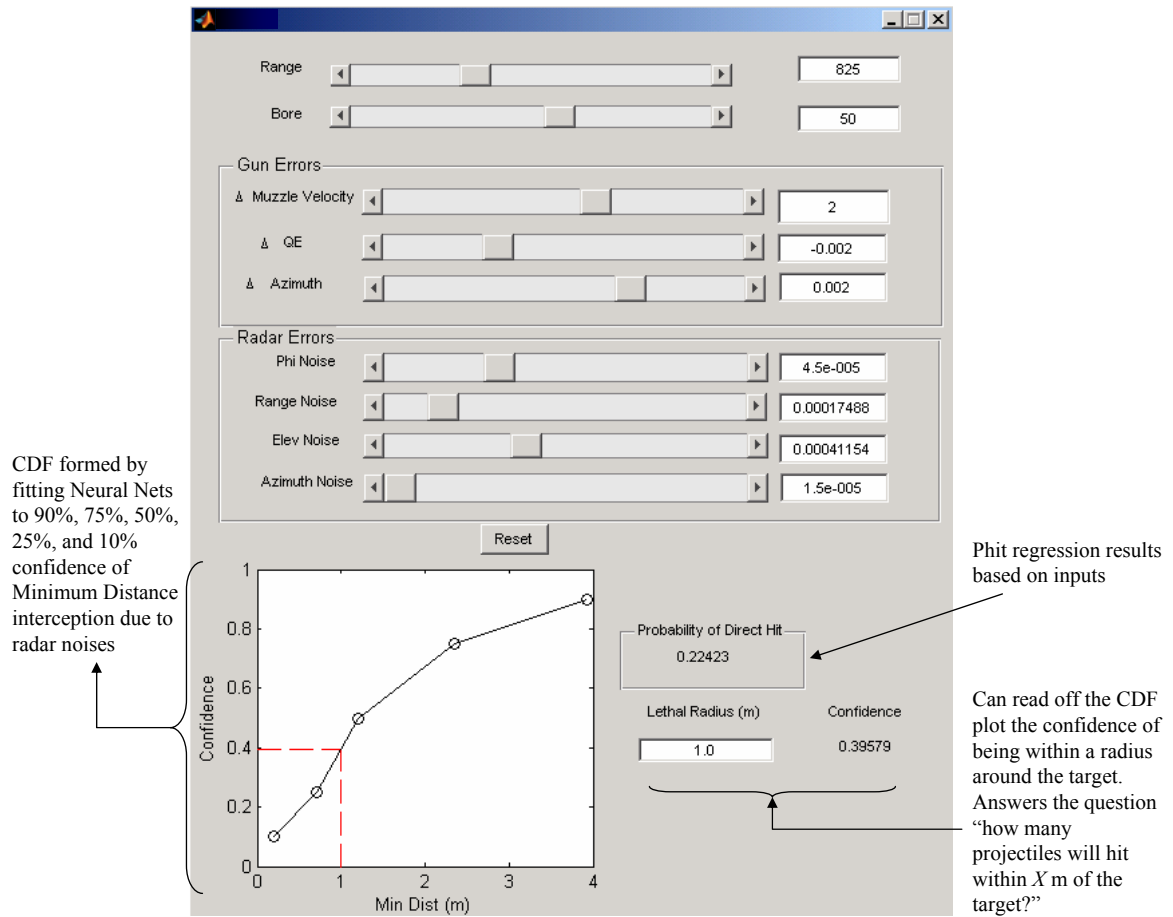 Range
825
Bore
50
Gun Errors
Δ Muzzle Velocity
2
Δ QE
-0.002
Δ Azimuth
0.002
Radar Errors
Phi Noise
4.5e-005
Range Noise
0.00017488
Elev Noise
0.00041154
Azimuth Noise
1.5e-005
Reset
CDF formed by
fitting Neural Nets
to 90%, 75%, 50%,
25%, and 10%
confidence of
Minimum Distance
interception due to
radar noises
1
0.8
0.6
0.4
0.2
0
Confidence
0 1 2 3 4
Min Dist (m)
Probability of Direct Hit
0.22423
Lethal Radius (m) Confidence
1.0 0.39579
Phit regression results
based on inputs
Can read off the CDF
plot the confidence of
being within a radius
around the target.
Answers the question
“how many
projectiles will hit
within X m of the
target?”